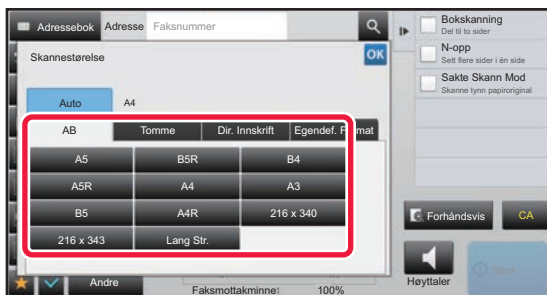 Adressebok Adresse Faksnummer
Skannestørelse OK
Auto A4
AB Tomme Dir. Innskrift Egendef. Format
A5 B5R B4
A5R A4 A3
B5 A4R 216 x 340
216 x 343 Lang Str.
Andre
Faksmottakminne: 100%
Bokskanning
Del til to sider
N-opp
Sett flere sider i én side
Sakte Skann Mod
Skanne tynn papiroriginal
Forhåndsvis CA
Høyttaler
Start